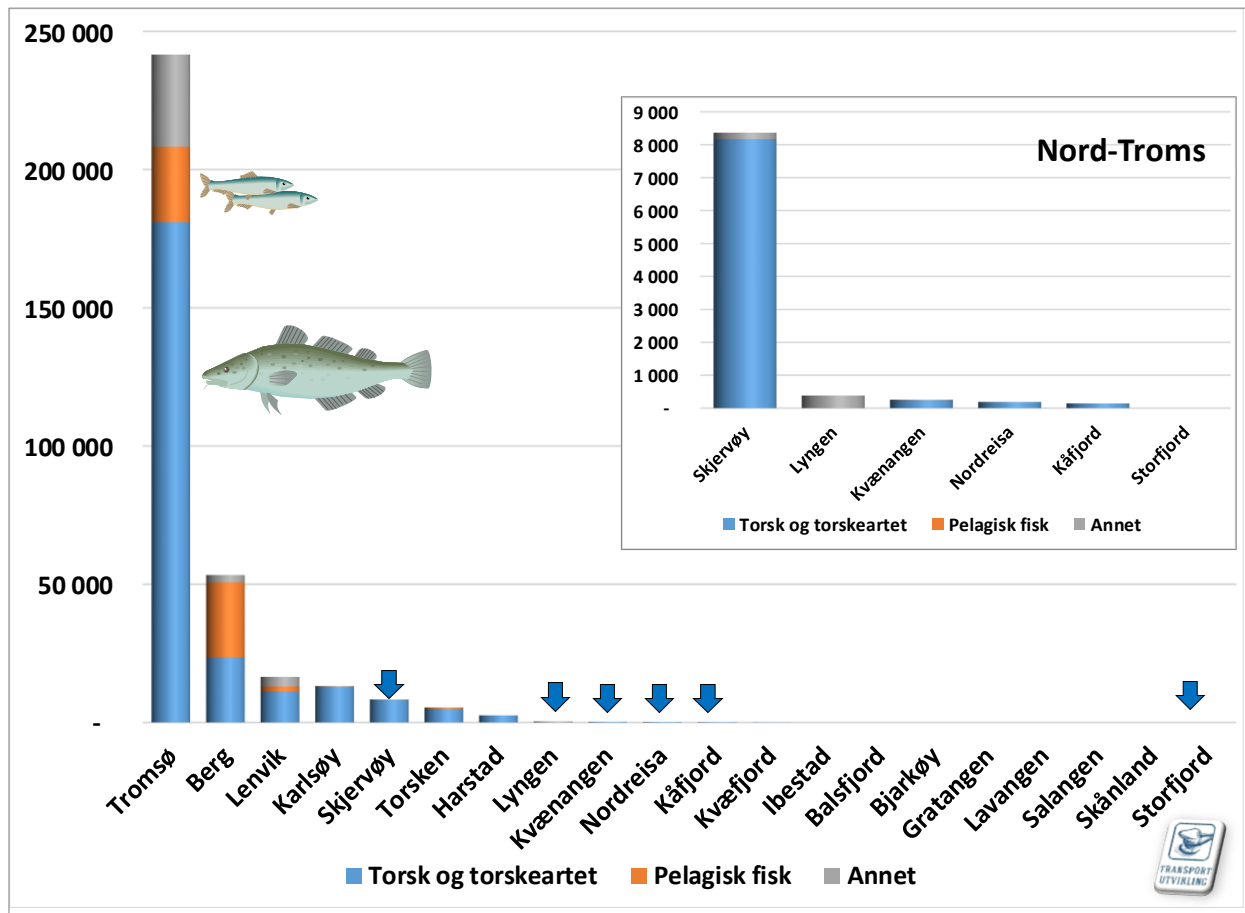 250 000
200 000
150 000
100 000
50 000
-
Tromsø
Berg
Lenvik
Karlsøy
Skjervøy
Torsken
Harstad
Lyngen
Kvænangen
Nordreisa
Kåfjord
Kvæfjord
Ibestad
Balsfjord
Bjarkøy
Gratangen
Lavangen
Salangen
Skånland
Storfjord
Torsk og torskeartet Pelagisk fisk Annet
Nord-Troms
9 000
8 000
7 000
6 000
5 000
4 000
3 000
2 000
1 000
-
Skjervøy
Lyngen
Kvænangen
Nordreisa
Kåfjord
Storfjord
Torsk og torskeartet Pelagisk fisk Annet
TRANSPORT
UTVIKLING